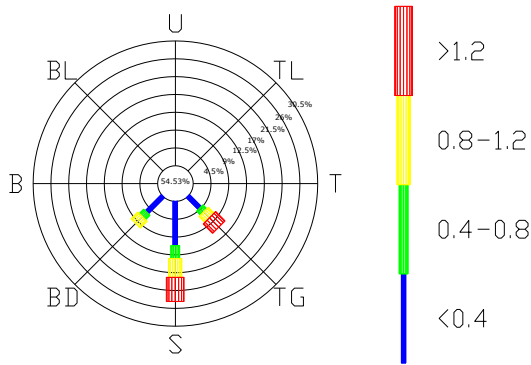 U
BL
TL
30.5%
26%
21.5%
17%
12.5%
9%
4.5%
54.53%
B
T
BD
TG
S
>1.2
0.8-1.2
0.4-0.8
<0.4